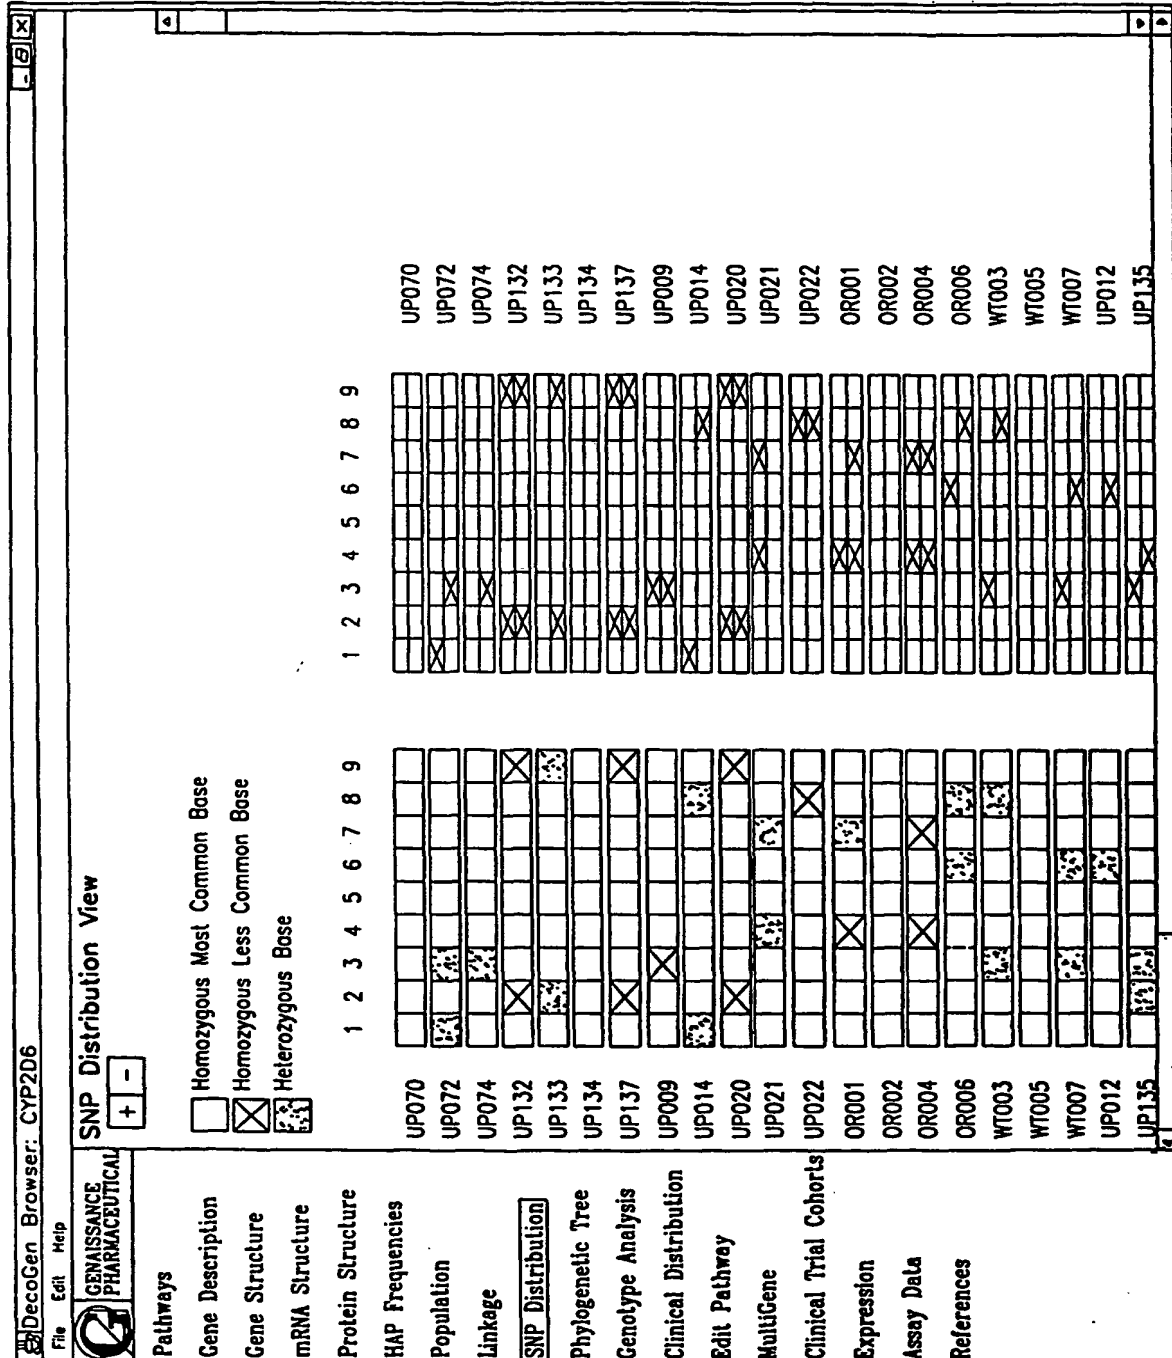 DecoGen Browser: CYP2D6
File Edit Help
GENAISSANCE
PHARMACEUTICAL
Pathways
Gene Description
Gene Structure
mRNA Structure
Protein Structure
HAP Frequencies
Population
Linkage
SNP Distribution
Phylogenetic Tree
Genotype Analysis
Clinical Distribution
Edit Pathway
MultiGene
Clinical Trial Cohorts
Expression
Assay Data
References
SNP Distribution View
+ -
Homozygous Most Common Base
Homozygous Less Common Base
Heterozygous Base
1 2 3 4 5 6 7 8 9 1 2 3 4 5 6 7 8 9
UP070 UP070
UP072 UP072
UP074 UP074
UP132 UP132
UP133 UP133
UP134 UP134
UP137 UP137
UP009 UP009
UP014 UP014
UP020 UP020
UP021 UP021
UP022 UP022
OR001 OR001
OR002 OR002
OR004 OR004
OR006 OR006
WT003 WT003
WT005 WT005
WT007 WT007
UP012 UP012
UP135 UP135